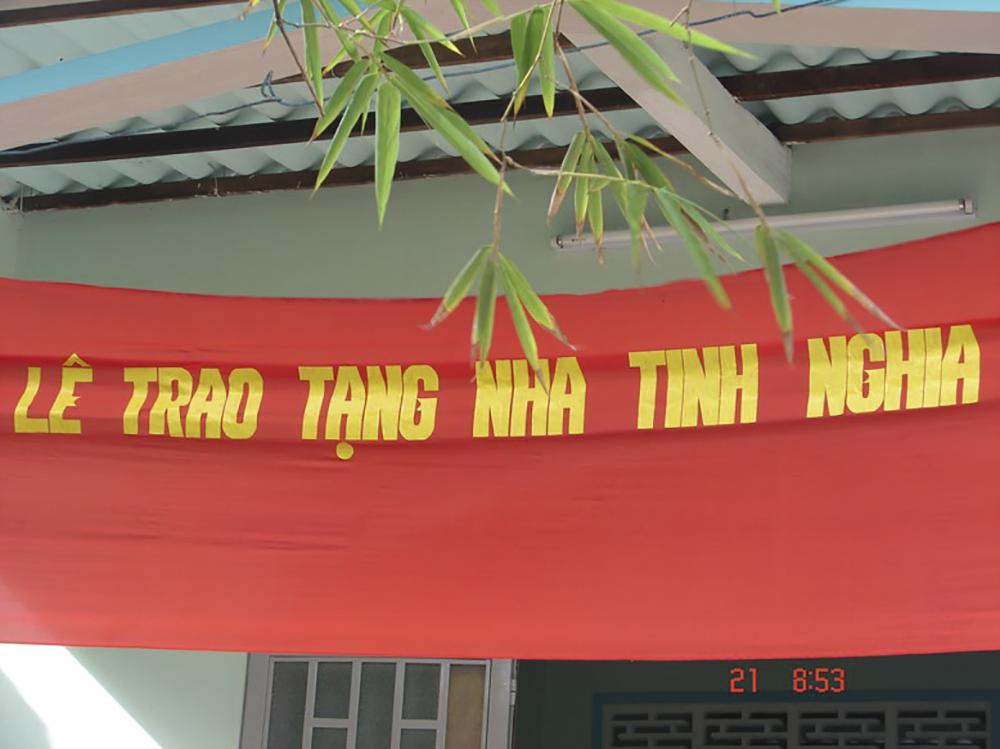 LÊ TRAO TẠNG NHA TINH NGHIA
21 8:53